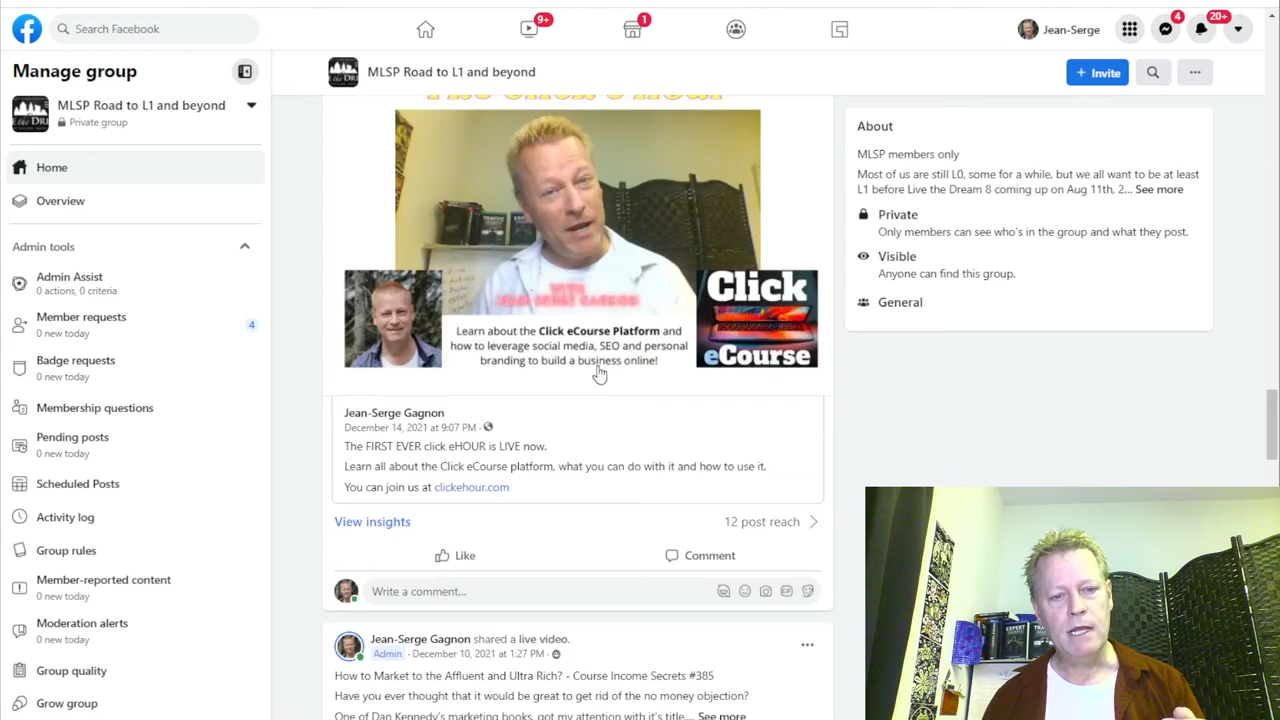 Search Facebook
9+
1
Jean-Serge
4
20+
Manage group
MLSP Road to L1 and beyond
Private group
Home
Overview
Admin tools
Admin Assist
0 actions, 0 criteria
Member requests
0 new today
4
Badge requests
0 new today
Membership questions
Pending posts
0 new today
Scheduled Posts
Activity log
Group rules
Member-reported content
0 new today
Moderation alerts
0 new today
Group quality
Grow group
MLSP Road to L1 and beyond
+ Invite
WITH
JEAN-SERGE GAGNON
Learn about the Click eCourse Platform and
how to leverage social media, SEO and personal
branding to build a business online!
Click
eCourse
Jean-Serge Gagnon
December 14, 2021 at 9:07 PM ·
The FIRST EVER click eHOUR is LIVE now.
Learn all about the Click eCourse platform, what you can do with it and how to use it.
You can join us at clickehour.com
View insights
12 post reach
Like
Comment
Write a comment...
Jean-Serge Gagnon shared a live video.
Admin · December 10, 2021 at 1:27 PM ·
How to Market to the Affluent and Ultra Rich? - Course Income Secrets #385
Have you ever thought that it would be great to get rid of the no money objection?
One of Dan Kennedy's marketing books, got my attention with it's title.... See more
About
MLSP members only
Most of us are still L0, some for a while, but we all want to be at least
L1 before Live the Dream 8 coming up on Aug 11th, 2... See more
Private
Only members can see who's in the group and what they post.
Visible
Anyone can find this group.
General
EXPERT